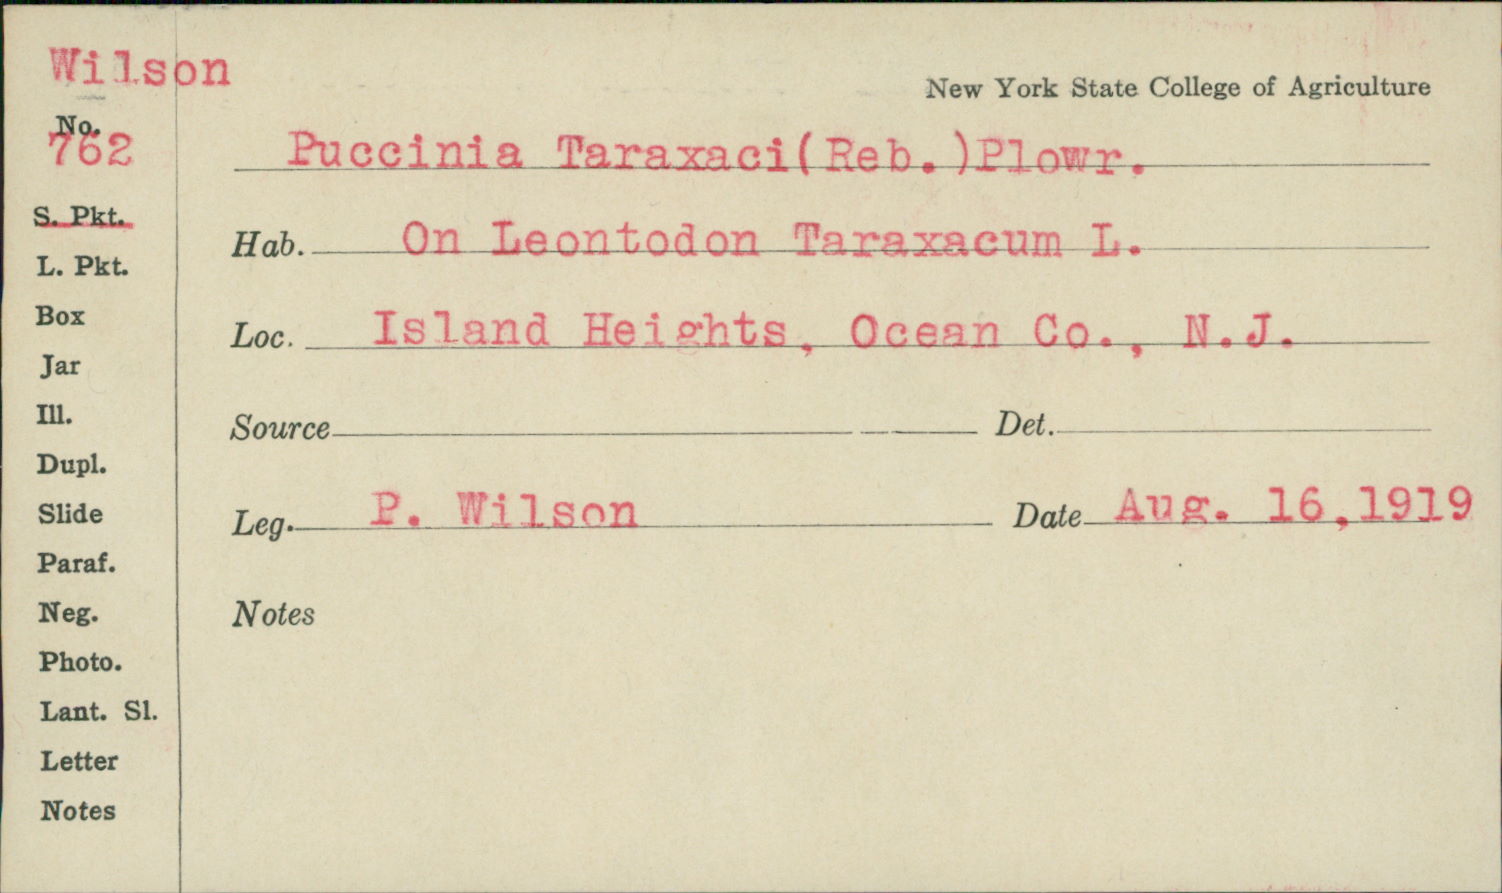 Wilson
New York State College of Agriculture
No.
762
Puccinia Taraxaci(Reb.)Plowr.
S. Pkt.
Hab. On Leontodon Taraxacum L.
L. Pkt.
Box
Loc. Island Heights, Ocean Co., N.J.
Jar
Ill.
Source Det.
Dupl.
Slide
Leg. P. Wilson Date Aug. 16,1919
Paraf.
Neg.
Notes
Photo.
Lant. Sl.
Letter
Notes